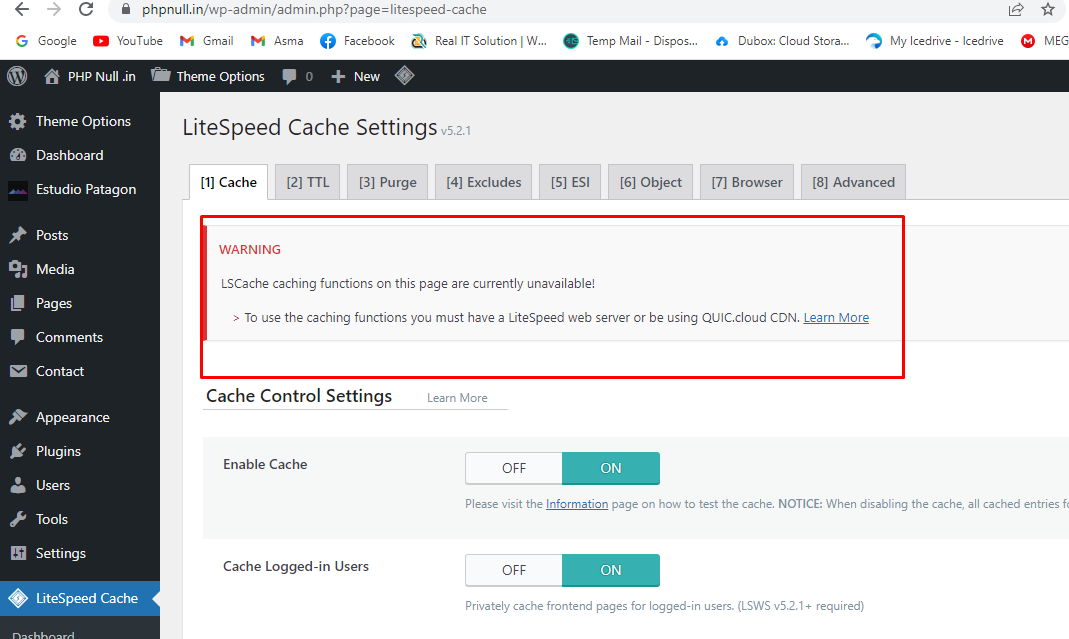 phpnull.in/wp-admin/admin.php?page=litespeed-cache
Google YouTube Gmail Asma Facebook Real IT Solution | W... Temp Mail - Dispos... Dubox: Cloud Stora... My Icedrive - Icedrive MEG
PHP Null .in Theme Options 0 New
Theme Options
Dashboard
Estudio Patagon
Posts
Media
Pages
Comments
Contact
Appearance
Plugins
Users
Tools
Settings
LiteSpeed Cache
Dashboard
LiteSpeed Cache Settings v5.2.1
[1] Cache [2] TTL [3] Purge [4] Excludes [5] ESI [6] Object [7] Browser [8] Advanced
WARNING
LSCache caching functions on this page are currently unavailable!
> To use the caching functions you must have a LiteSpeed web server or be using QUIC.cloud CDN. Learn More
Cache Control Settings Learn More
Enable Cache OFF ON
Please visit the Information page on how to test the cache. NOTICE: When disabling the cache, all cached entries fo
Cache Logged-in Users OFF ON
Privately cache frontend pages for logged-in users. (LSWS v5.2.1+ required)